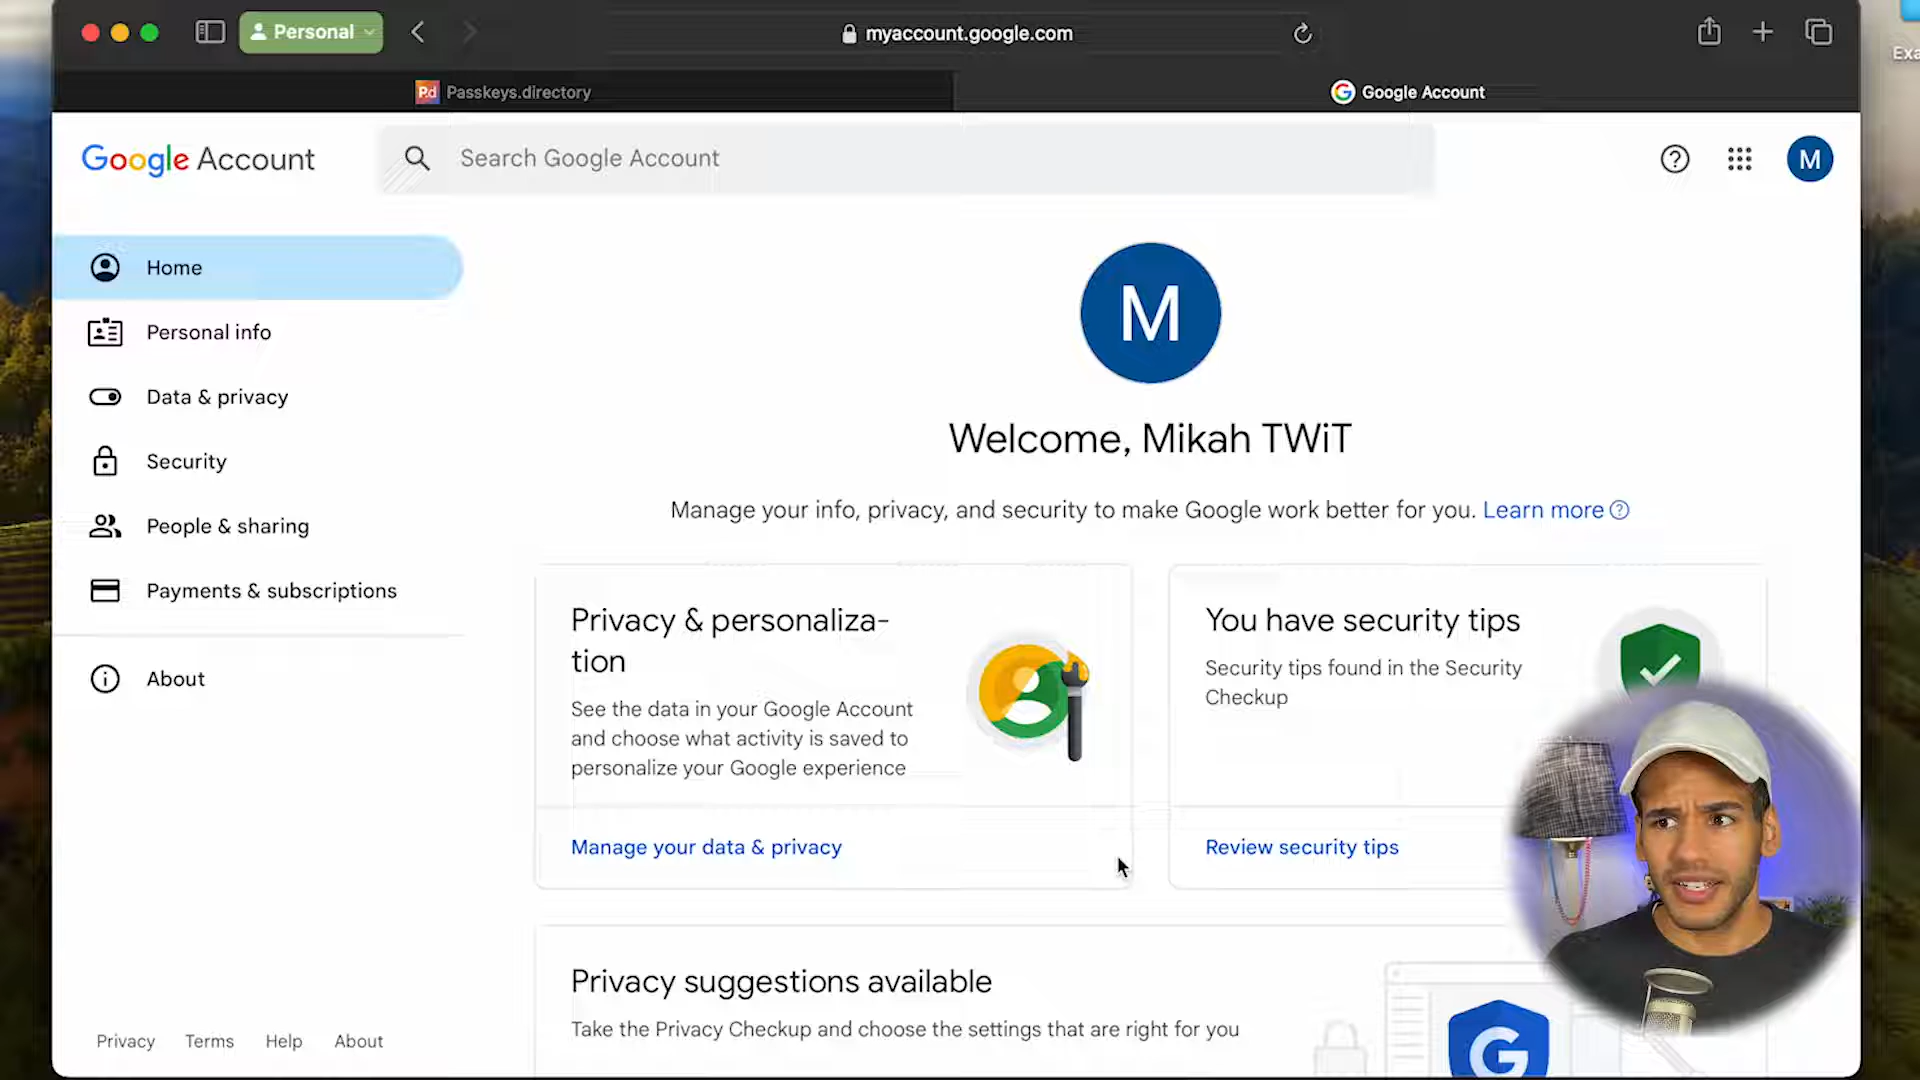 Personal
myaccount.google.com
Exa
Pd Passkeys.directory
G Google Account
Google Account
Search Google Account
M
Home
Personal info
Data & privacy
Security
People & sharing
Payments & subscriptions
About
M
Welcome, Mikah TWiT
Manage your info, privacy, and security to make Google work better for you. Learn more
Privacy & personaliza-
tion
See the data in your Google Account
and choose what activity is saved to
personalize your Google experience
Manage your data & privacy
You have security tips
Security tips found in the Security
Checkup
Review security tips
Privacy suggestions available
Take the Privacy Checkup and choose the settings that are right for you
G
Privacy Terms Help About